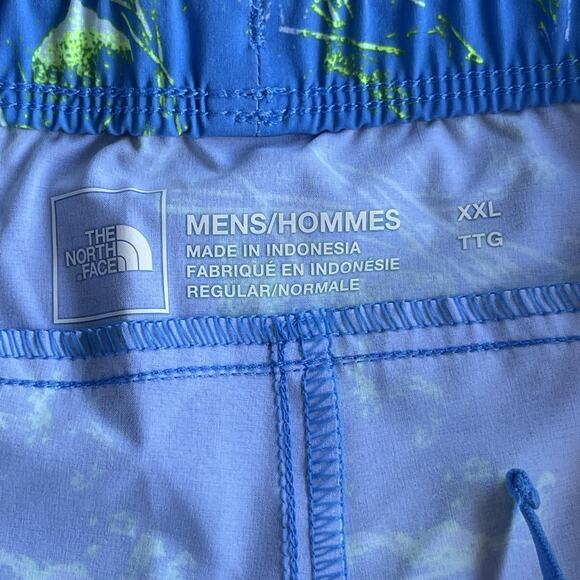 THE
NORTH
FACE
MENS/HOMMES
MADE IN INDONESIA
FABRIQUÉ EN INDONÉSIE
REGULAR/NORMALE
XXL
TTG